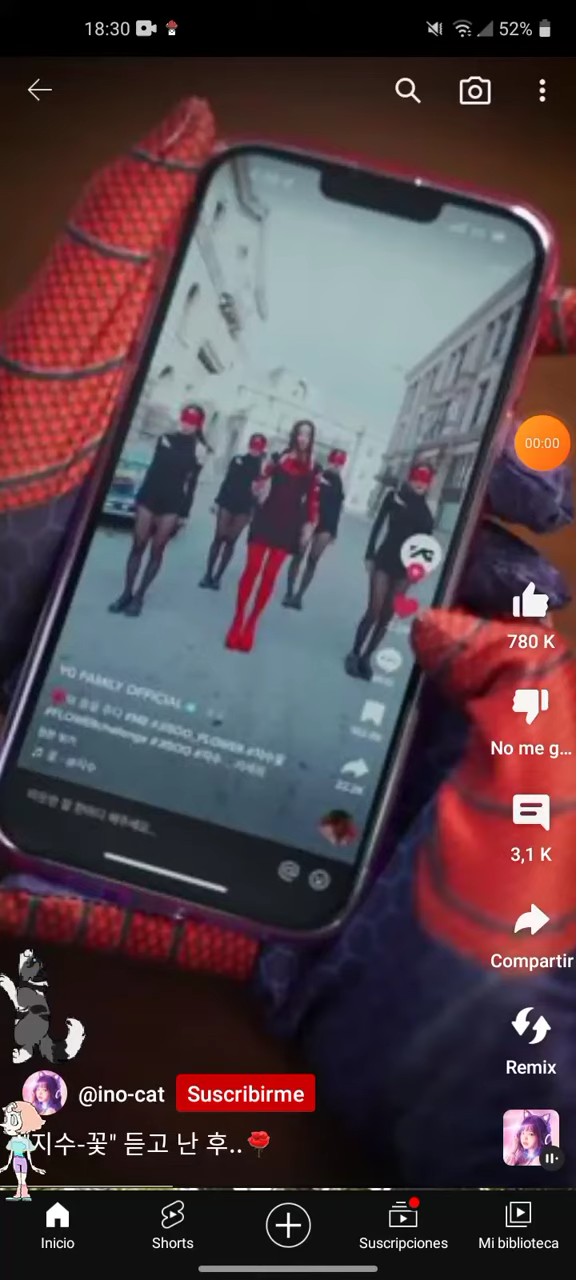 18:30
52%
00:00
YG FAMILY OFFICIAL
780 K
No me g...
3,1 K
Compartir
Remix
@ino-cat
Suscribirme
"지수-꽃" 듣고 난 후..🌹
Inicio
Shorts
Suscripciones
Mi biblioteca